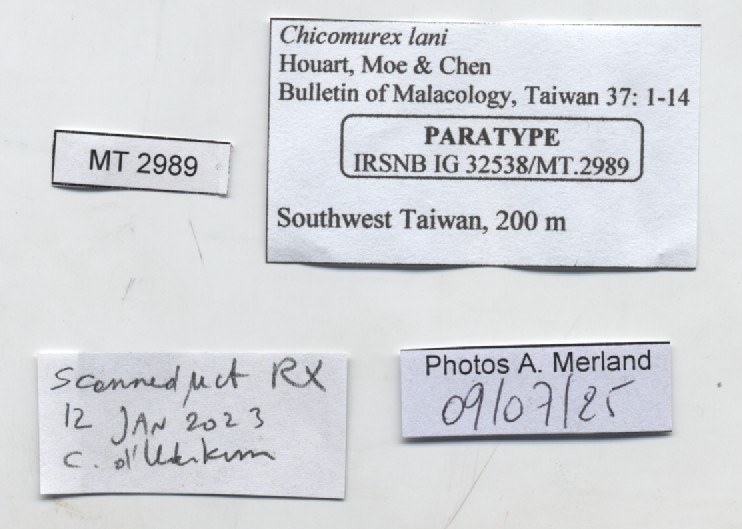 Chicomurex lani
Houart, Moe & Chen
Bulletin of Malacology, Taiwan 37: 1-14
PARATYPE
IRSNB IG 32538/MT.2989
Southwest Taiwan, 200 m
MT 2989
Scanned µct RX
12 JAN 2023
C.
Photos A. Merland
09/07/25